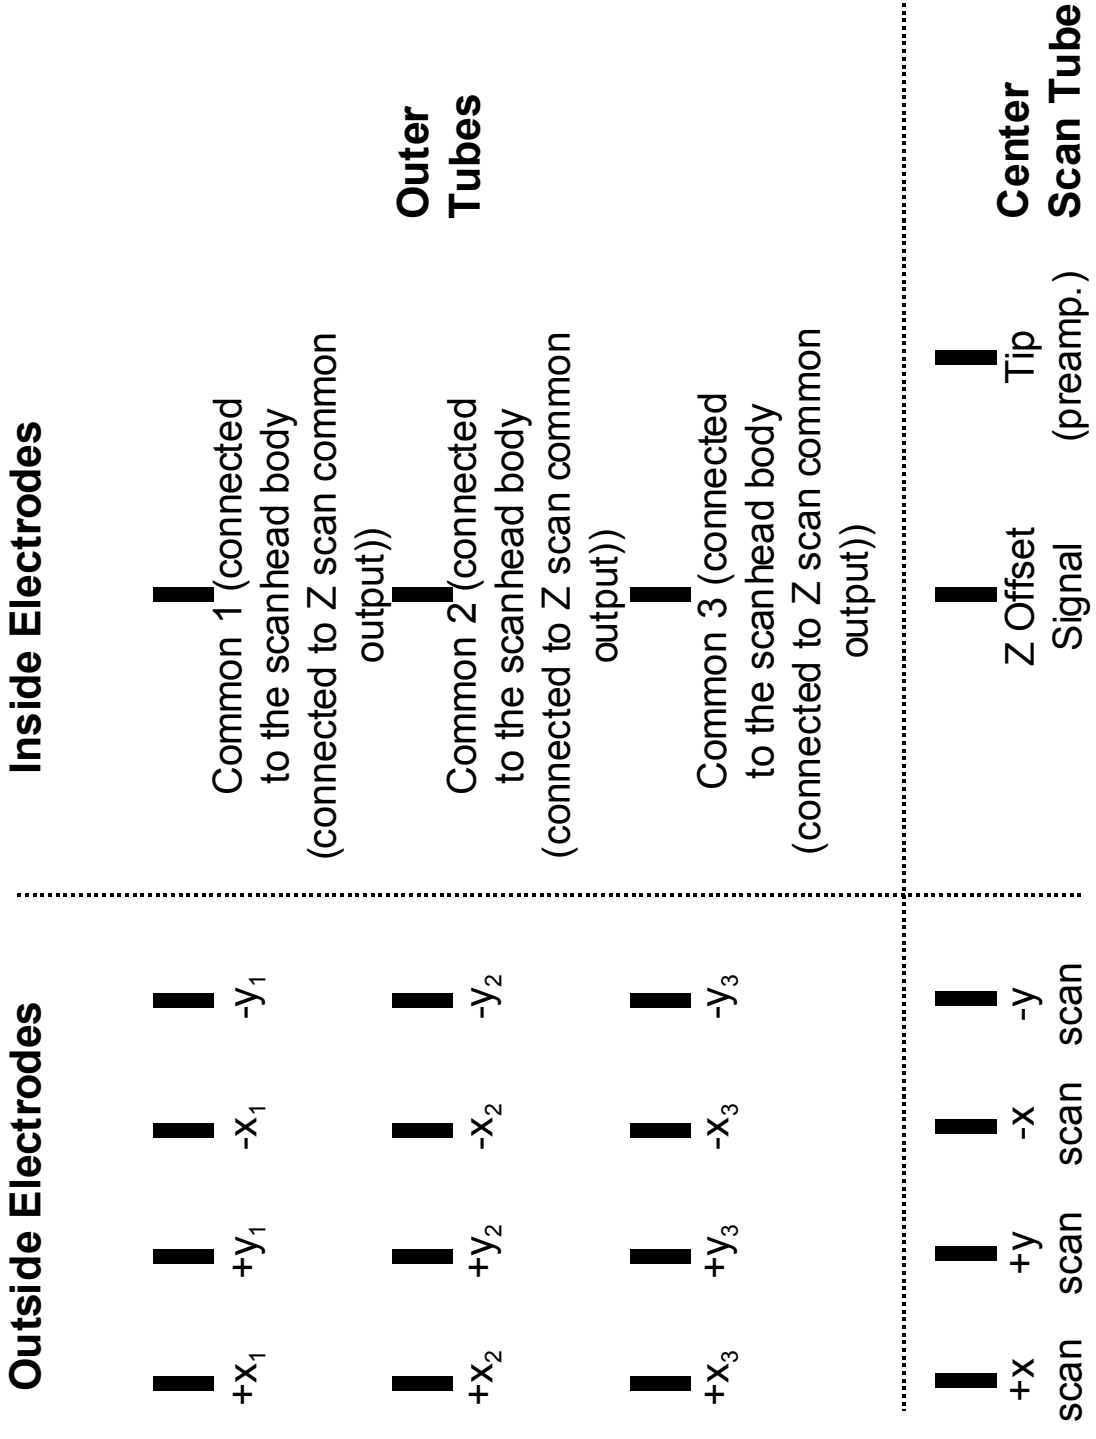 Outside Electrodes
Inside Electrodes
+x1
+y1
-x1
-y1
Common 1 (connected
to the scanhead body
(connected to Z scan common
output))
+x2
+y2
-x2
-y2
Common 2 (connected
to the scanhead body
(connected to Z scan common
output))
Outer
Tubes
+x3
+y3
-x3
-y3
Common 3 (connected
to the scanhead body
(connected to Z scan common
output))
+x
scan
+y
scan
-x
scan
-y
scan
Z Offset
Signal
Tip
(preamp.)
Center
Scan Tube